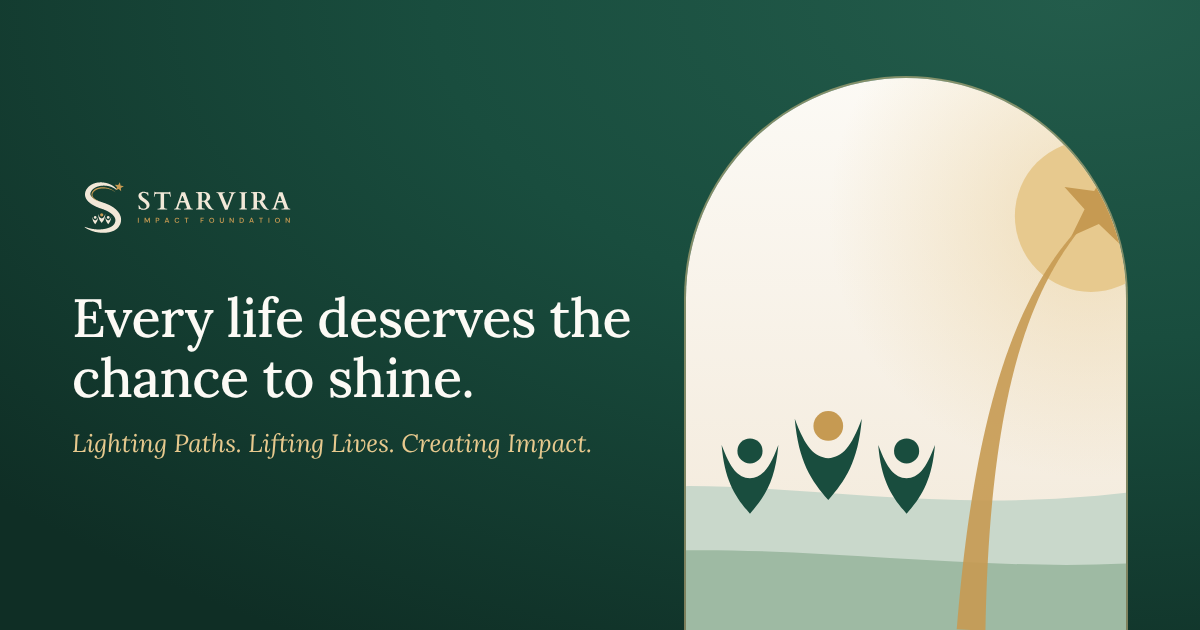 STARVIRA
IMPACT FOUNDATION
Every life deserves the
chance to shine.
Lighting Paths. Lifting Lives. Creating Impact.